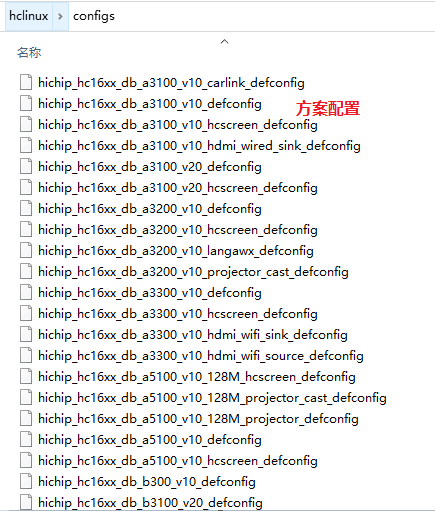 hclinux > configs
名称
hichip_hc16xx_db_a3100_v10_carlink_defconfig
hichip_hc16xx_db_a3100_v10_defconfig
方案配置
hichip_hc16xx_db_a3100_v10_hcscreen_defconfig
hichip_hc16xx_db_a3100_v10_hdmi_wired_sink_defconfig
hichip_hc16xx_db_a3100_v20_defconfig
hichip_hc16xx_db_a3100_v20_hcscreen_defconfig
hichip_hc16xx_db_a3200_v10_defconfig
hichip_hc16xx_db_a3200_v10_hcscreen_defconfig
hichip_hc16xx_db_a3200_v10_langawx_defconfig
hichip_hc16xx_db_a3200_v10_projector_cast_defconfig
hichip_hc16xx_db_a3300_v10_defconfig
hichip_hc16xx_db_a3300_v10_hcscreen_defconfig
hichip_hc16xx_db_a3300_v10_hdmi_wifi_sink_defconfig
hichip_hc16xx_db_a3300_v10_hdmi_wifi_source_defconfig
hichip_hc16xx_db_a5100_v10_128M_hcscreen_defconfig
hichip_hc16xx_db_a5100_v10_128M_projector_cast_defconfig
hichip_hc16xx_db_a5100_v10_128M_projector_defconfig
hichip_hc16xx_db_a5100_v10_defconfig
hichip_hc16xx_db_a5100_v10_hcscreen_defconfig
hichip_hc16xx_db_b300_v10_defconfig
hichip_hc16xx_db_b3100_v20_defconfig